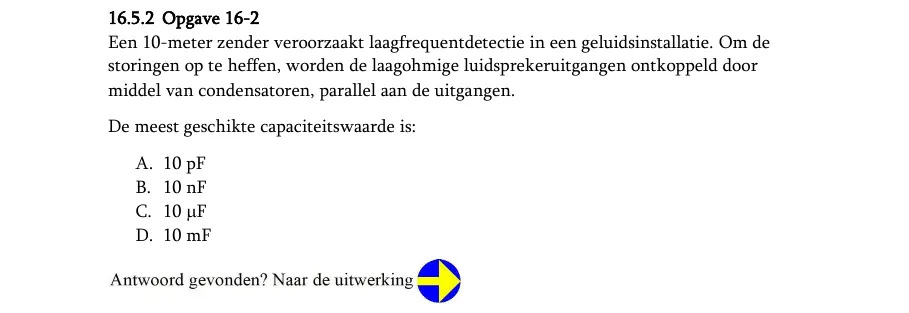 16.5.2 Opgave 16-2
Een 10-meter zender veroorzaakt laagfrequentdetectie in een geluidsinstallatie. Om de
storingen op te heffen, worden de laagohmige luidsprekeruitgangen ontkoppeld door
middel van condensatoren, parallel aan de uitgangen.
De meest geschikte capaciteitswaarde is:
A. 10 pF
B. 10 nF
C. 10 µF
D. 10 mF
Antwoord gevonden? Naar de uitwerking